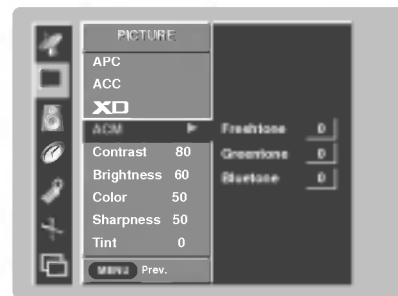 PICTURE
APC
ACC
XD
ACM
Contrast 80
Brightness 60
Color 50
Sharpness 50
Tint 0
MENU Prev.
Freshtone 0
Greentone 0
Bluetone 0